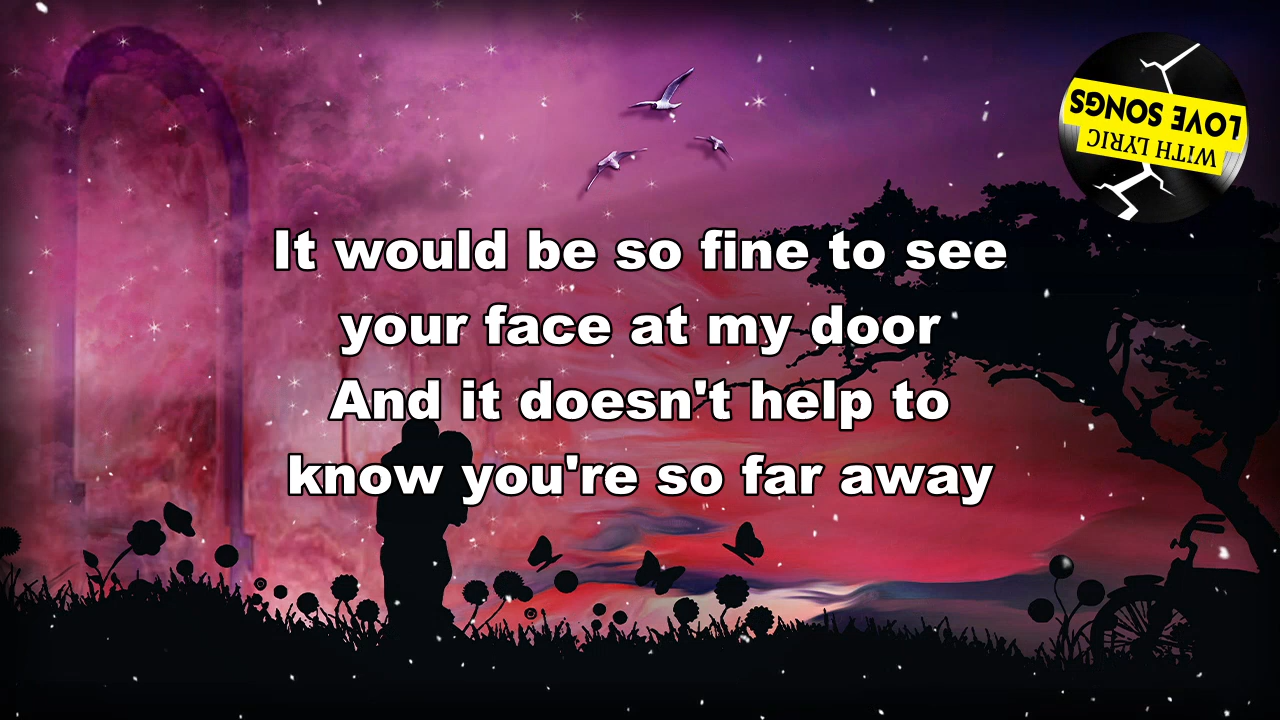 LOVE SONGS
WITH LYRIC
It would be so fine to see
your face at my door
And it doesn't help to
know you're so far away